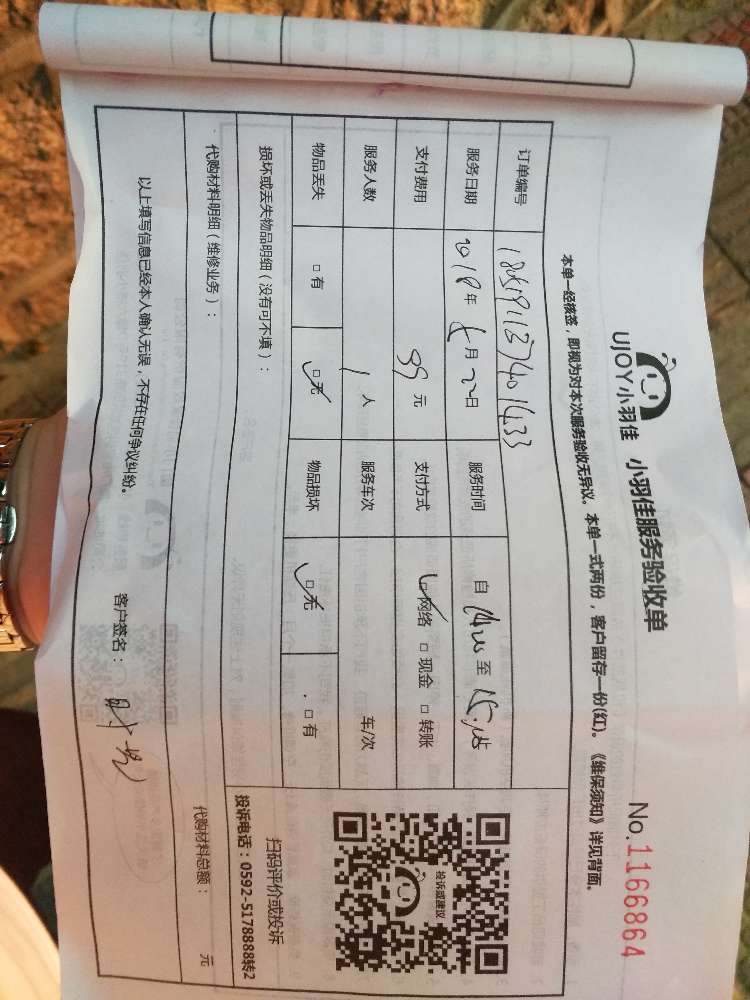 UJOY小羽佳 小羽佳服务验收单
No.1166864
本单一经核签，即视为对本次服务验收无异议。本单一式两份，客户留存一份(红)。《维保须知》详见背面。
订单编号
服务日期 2018年 5月22日 服务时间 自 至
支付费用 元 支付方式 □网络 □现金 □转账
服务人数 1人 服务车次 车/次
物品丢失 □有 □无 物品损坏 □无 □有
损坏或丢失物品明细（没有可不填）：
投诉或建议
扫码评价或投诉
投诉电话：0592-5178888转2
代购材料明细（维修业务）：
代购材料总额： 元
以上填写信息已经本人确认无误，不存在任何争议纠纷。
客户签名：